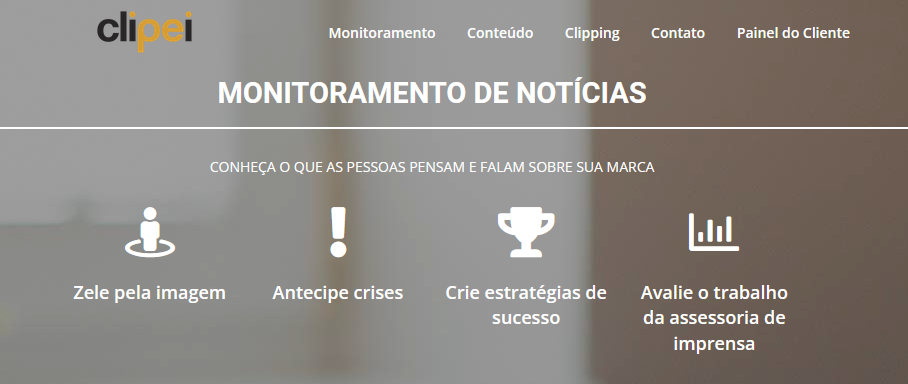 clipei
Monitoramento Conteúdo Clipping Contato Painel do Cliente
MONITORAMENTO DE NOTÍCIAS
CONHEÇA O QUE AS PESSOAS PENSAM E FALAM SOBRE SUA MARCA
Zele pela imagem
Antecipe crises
Crie estratégias de
sucesso
Avalie o trabalho
da assessoria de
imprensa